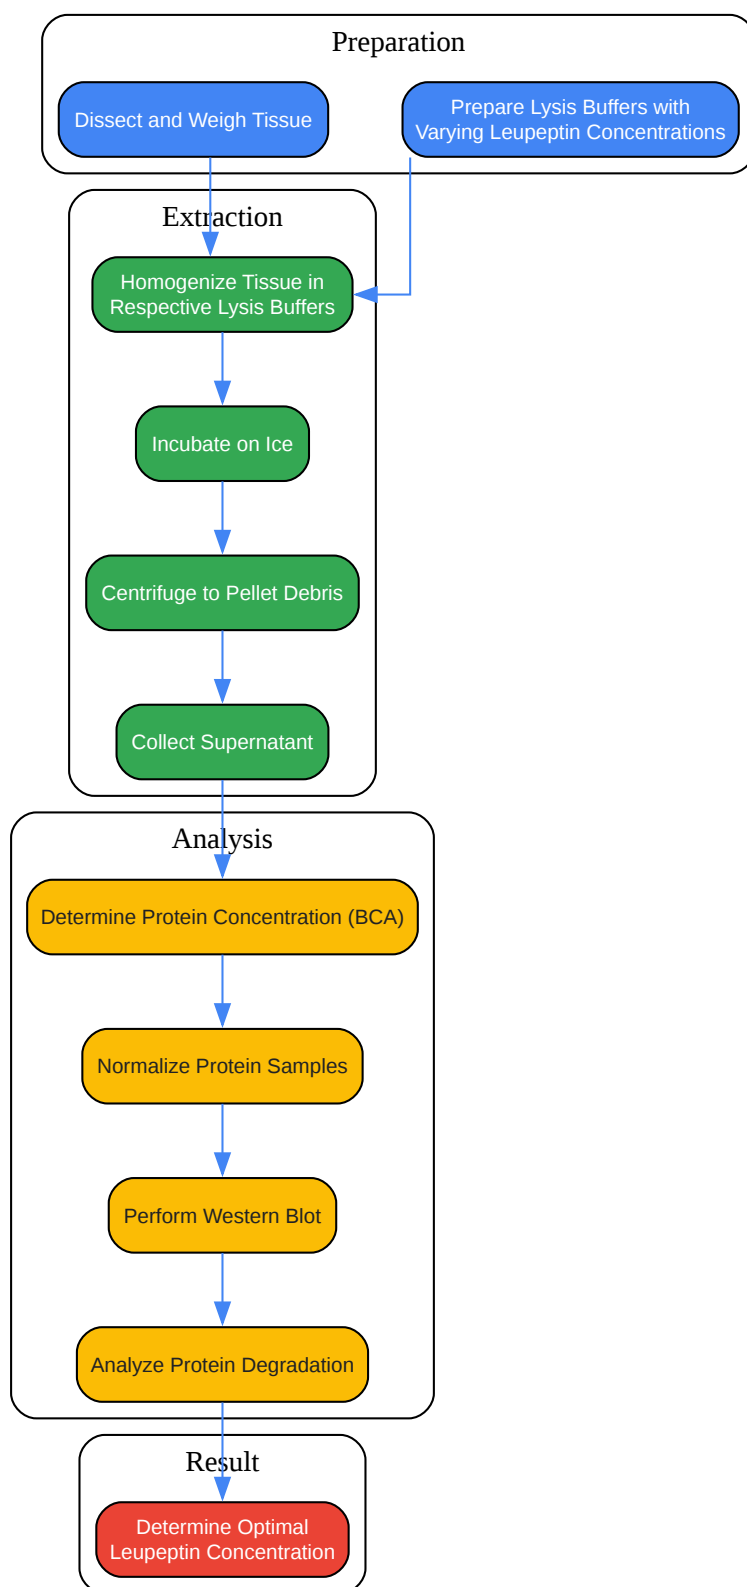 Preparation
Dissect and Weigh Tissue
Prepare Lysis Buffers with
Varying Leupeptin Concentrations
Extraction
Homogenize Tissue in
Respective Lysis Buffers
Incubate on Ice
Centrifuge to Pellet Debris
Collect Supernatant
Analysis
Determine Protein Concentration (BCA)
Normalize Protein Samples
Perform Western Blot
Analyze Protein Degradation
Result
Determine Optimal
Leupeptin Concentration